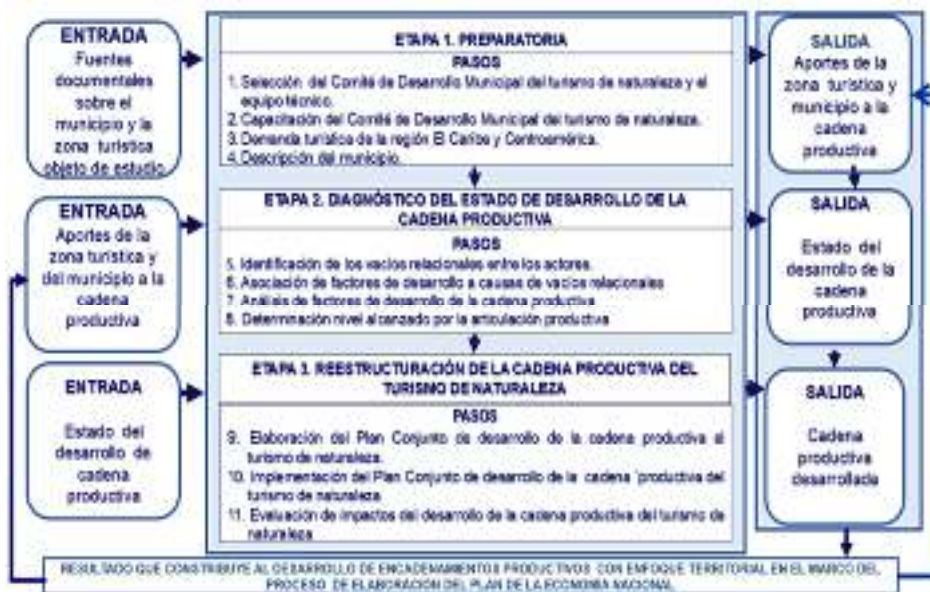 ENTRADA
Fuentes
documentales
sobre el
municipio y la
zona turística
objeto de estudio
ETAPA 1. PREPARATORIA
PASOS
1. Selección del Comité de Desarrollo Municipal del turismo de naturaleza y el
equipo técnico.
2. Capacitación del Comité de Desarrollo Municipal del turismo de naturaleza.
3. Demanda turística de la región El Caribe y Centroamérica.
4. Descripción del municipio.
SALIDA
Aportes de la
zona turística y
municipio a la
cadena
productiva
ENTRADA
Aportes de la
zona turística y
del municipio a la
cadena
productiva
ETAPA 2. DIAGNÓSTICO DEL ESTADO DE DESARROLLO DE LA
CADENA PRODUCTIVA
PASOS
5. Identificación de los vacíos relacionales entre los actores.
6. Asociación de factores de desarrollo a causas de vacíos relacionales
7. Análisis de factores de desarrollo de la cadena productiva
8. Determinación nivel alcanzado por la articulación productiva
SALIDA
Estado del
desarrollo de la
cadena
productiva
ENTRADA
Estado del
desarrollo de
cadena
productiva
ETAPA 3. REESTRUCTURACIÓN DE LA CADENA PRODUCTIVA DEL
TURISMO DE NATURALEZA
PASOS
9. Elaboración del Plan Conjunto de desarrollo de la cadena productiva al
turismo de naturaleza.
10. Implementación del Plan Conjunto de desarrollo de la cadena productiva del
turismo de naturaleza
11. Evaluación de impactos del desarrollo de la cadena productiva del turismo de
naturaleza
SALIDA
Cadena
productiva
desarrollada
RESULTADO QUE CONSTRIBUYE AL DESARROLLO DE ENCADENAMIENTOS PRODUCTIVOS CON ENFOQUE TERRITORIAL EN EL MARCO DEL
PROCESO DE ELABORACIÓN DEL PLAN DE LA ECONOMÍA NACIONAL